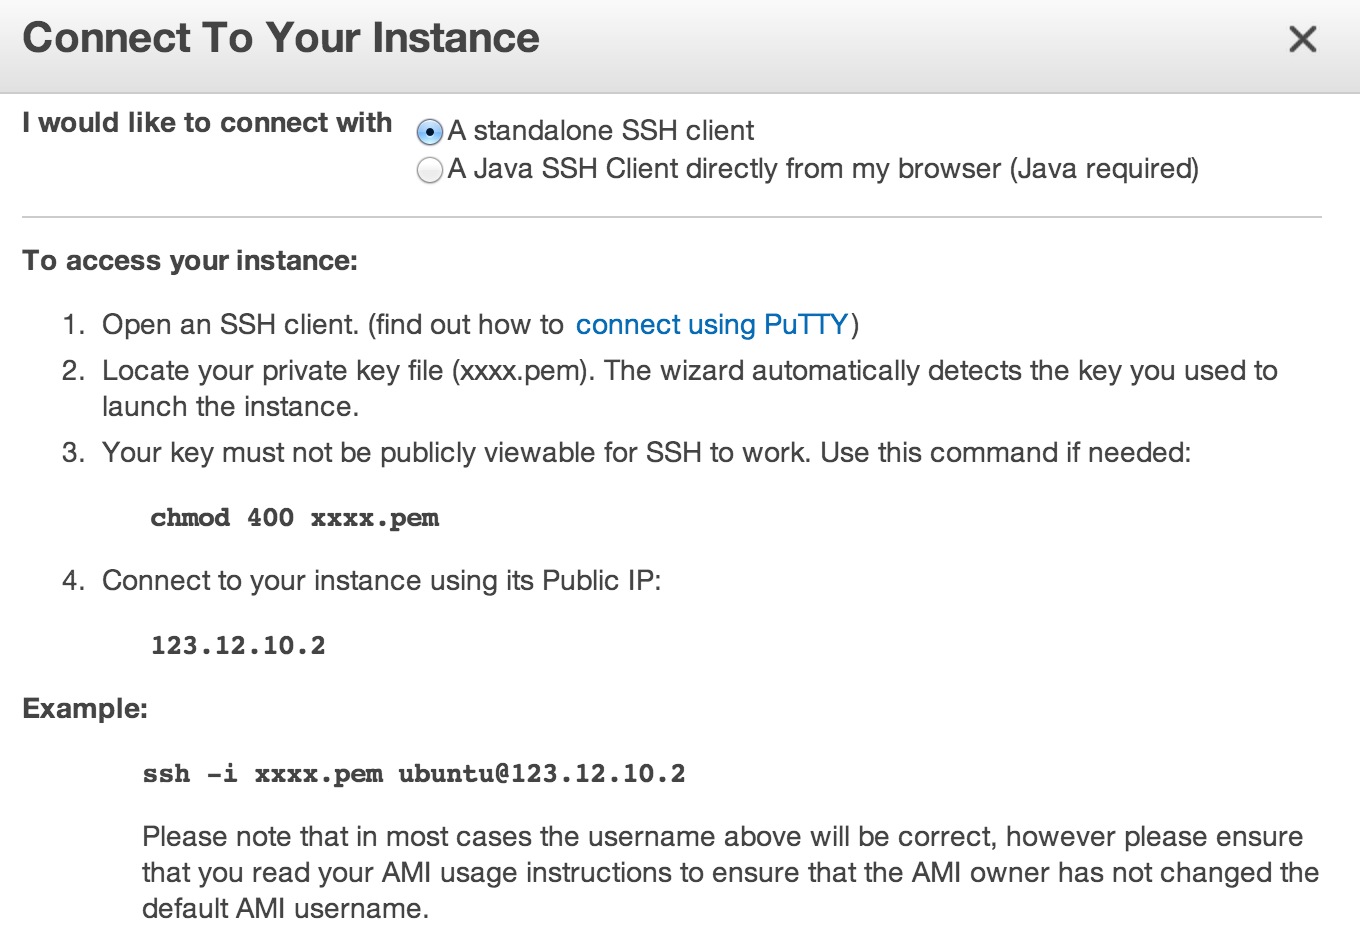 Connect To Your Instance
I would like to connect with
A standalone SSH client
A Java SSH Client directly from my browser (Java required)
To access your instance:
1. Open an SSH client. (find out how to connect using PuTTY)
2. Locate your private key file (xxxx.pem). The wizard automatically detects the key you used to
launch the instance.
3. Your key must not be publicly viewable for SSH to work. Use this command if needed:
chmod 400 xxxx.pem
4. Connect to your instance using its Public IP:
123.12.10.2
Example:
ssh -i xxxx.pem ubuntu@123.12.10.2
Please note that in most cases the username above will be correct, however please ensure
that you read your AMI usage instructions to ensure that the AMI owner has not changed the
default AMI username.